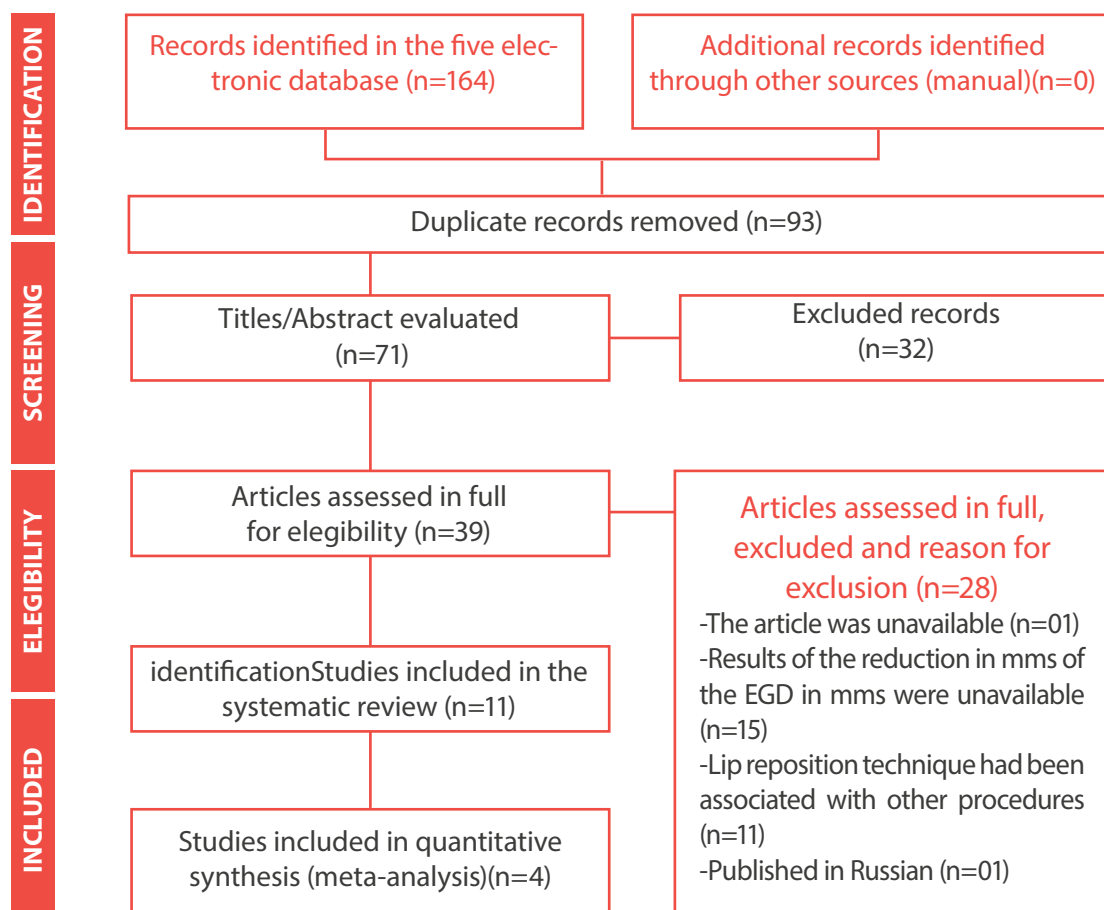 IDENTIFICATION
Records identified in the five elec-
tronic database (n=164)
Additional records identified
through other sources (manual)(n=0)
Duplicate records removed (n=93)
SCREENING
Titles/Abstract evaluated
(n=71)
Excluded records
(n=32)
ELEGIBILITY
Articles assessed in full
for elegibility (n=39)
Articles assessed in full,
excluded and reason for
exclusion (n=28)
-The article was unavailable (n=01)
-Results of the reduction in mms of
the EGD in mms were unavailable
(n=15)
-Lip reposition technique had been
associated with other procedures
(n=11)
-Published in Russian (n=01)
identificationStudies included in the
systematic review (n=11)
INCLUDED
Studies included in quantitative
synthesis (meta-analysis)(n=4)